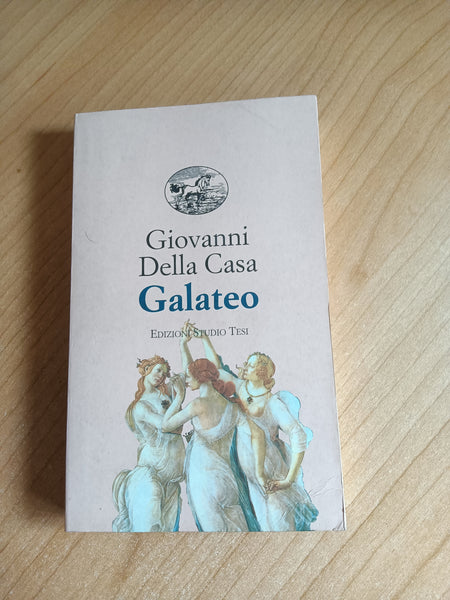 Giovanni
Della Casa
Galateo
Edizioni Studio Tesi